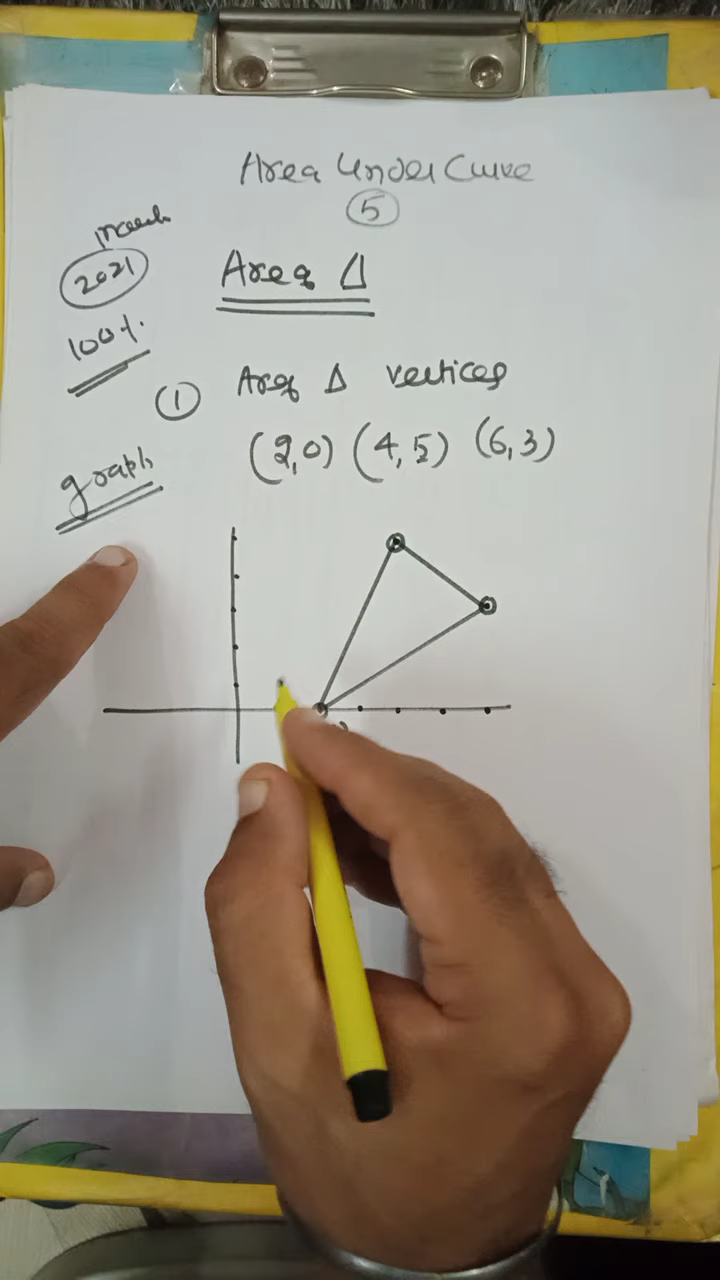 Area Under Curve
5
March
2021
Area Δ
100%
① Area Δ vertices
(2,0) (4,5) (6,3)
graph